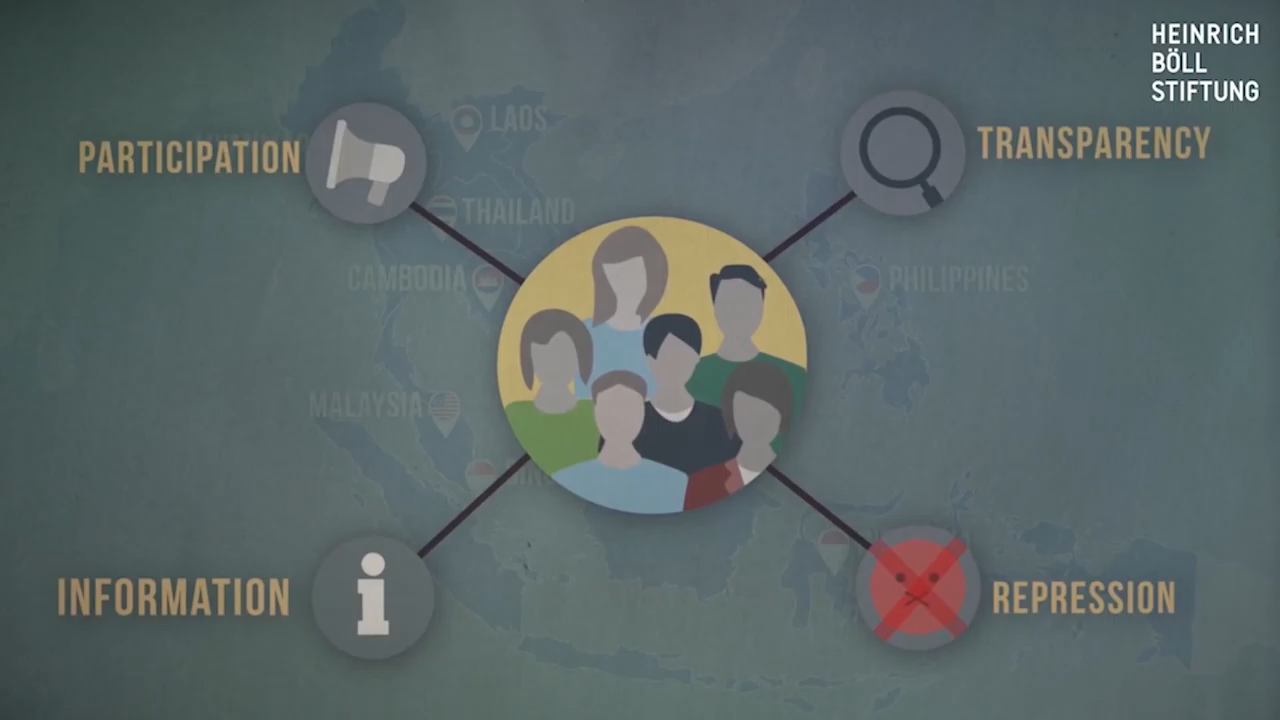 HEINRICH
BÖLL
STIFTUNG
PARTICIPATION
LAOS
TRANSPARENCY
THAILAND
CAMBODIA
PHILIPPINES
MALAYSIA
INFORMATION
REPRESSION